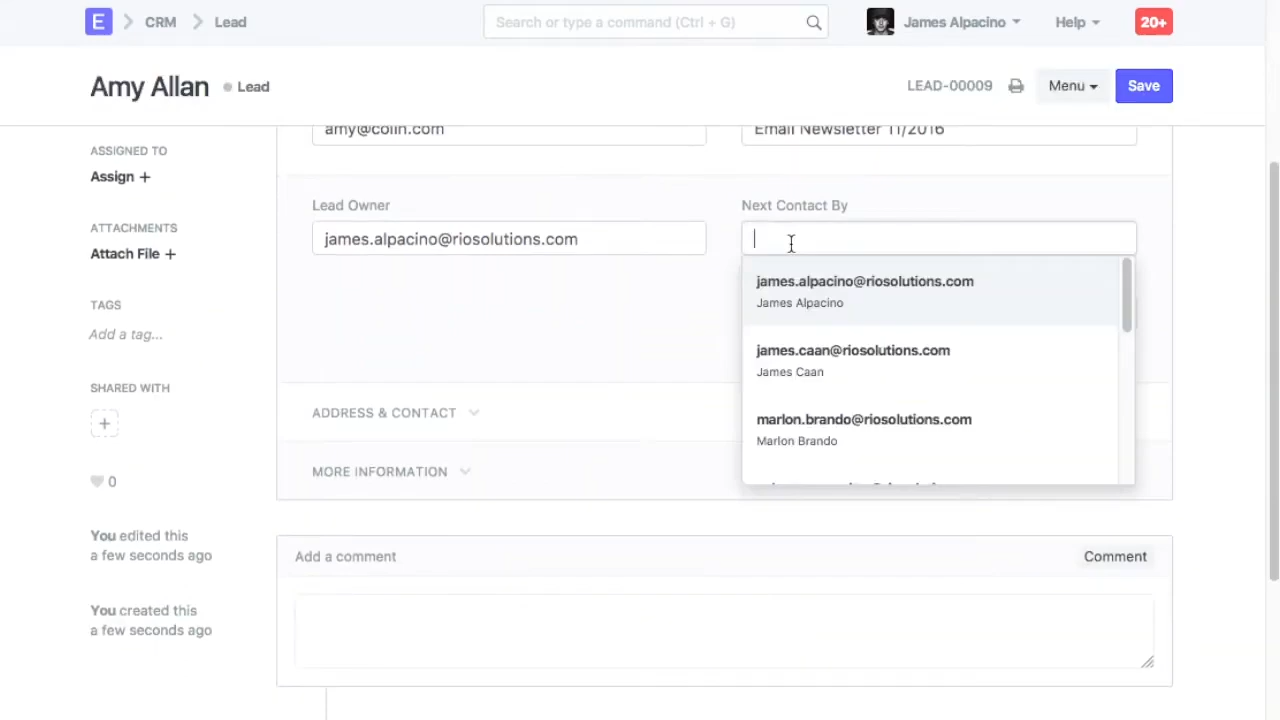 E CRM Lead Search or type a command (Ctrl + G) James Alpacino Help 20+
Amy Allan Lead LEAD-00009 Menu Save
amy@colin.com Email Newsletter 11/2016
ASSIGNED TO
Assign +
ATTACHMENTS
Attach File +
TAGS
Add a tag...
SHARED WITH
+
0
You edited this
a few seconds ago
You created this
a few seconds ago
Lead Owner
james.alpacino@riosolutions.com
Next Contact By
james.alpacino@riosolutions.com
James Alpacino
james.caan@riosolutions.com
James Caan
marlon.brando@riosolutions.com
Marlon Brando
ADDRESS & CONTACT
MORE INFORMATION
Add a comment Comment